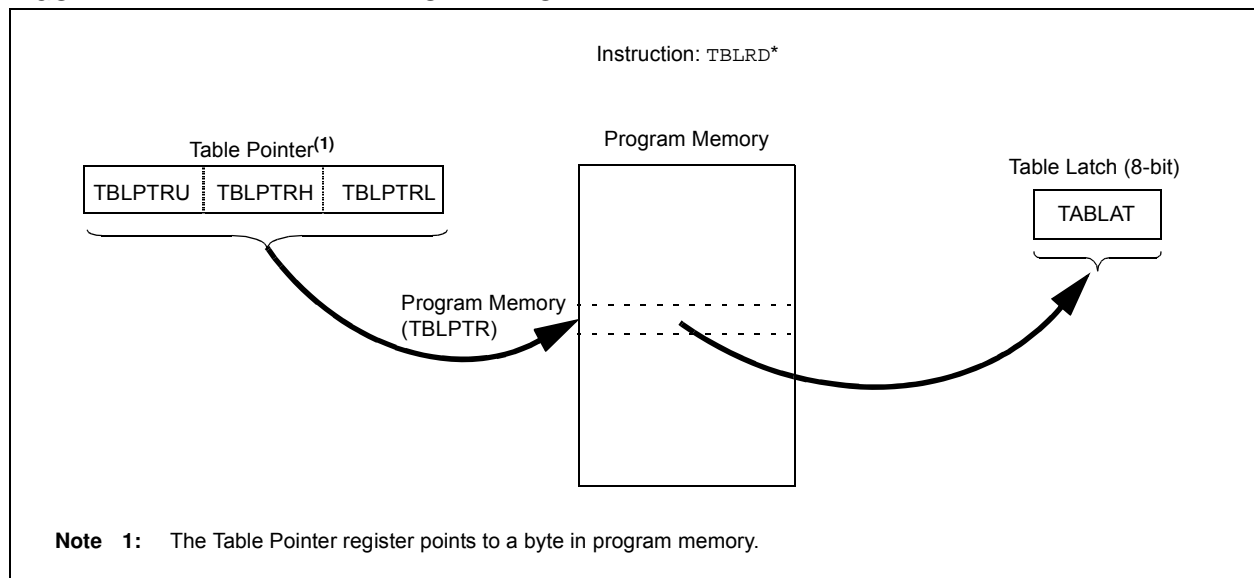 Instruction: TBLRD*
Table Pointer(1)
TBLPTRU TBLPTRH TBLPTRL
Program Memory
Table Latch (8-bit)
TABLAT
Program Memory
(TBLPTR)
Note 1: The Table Pointer register points to a byte in program memory.